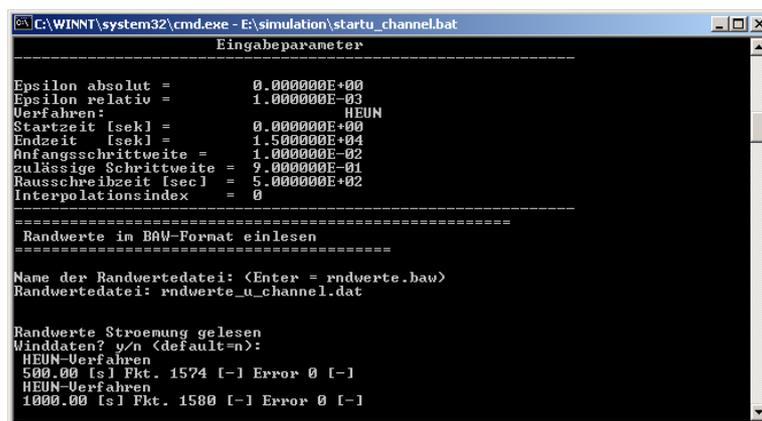 C:\WINNT\system32\cmd.exe - E:\simulation\startu_channel.bat
Eingabeparameter
Epsilon absolut = 0.000000E+00
Epsilon relativ = 1.000000E-03
Verfahren: HEUN
Startzeit [sek] = 0.000000E+00
Endzeit [sek] = 1.500000E+04
Anfangsschrittweite = 1.000000E-02
zulässige Schrittweite = 9.000000E-01
Rausschreibzeit [sec] = 5.000000E+02
Interpolationsindex = 0
Randwerte im BAW-Format einlesen
Name der Randwertedatei: (Enter = rndwerte.baw)
Randwertedatei: rndwerte_u_channel.dat
Randwerte Stroemung gelesen
Winddaten? y/n (default=n):
HEUN-Verfahren
500.00 [s] Fkt. 1574 [-] Error 0 [-]
HEUN-Verfahren
1000.00 [s] Fkt. 1580 [-] Error 0 [-]